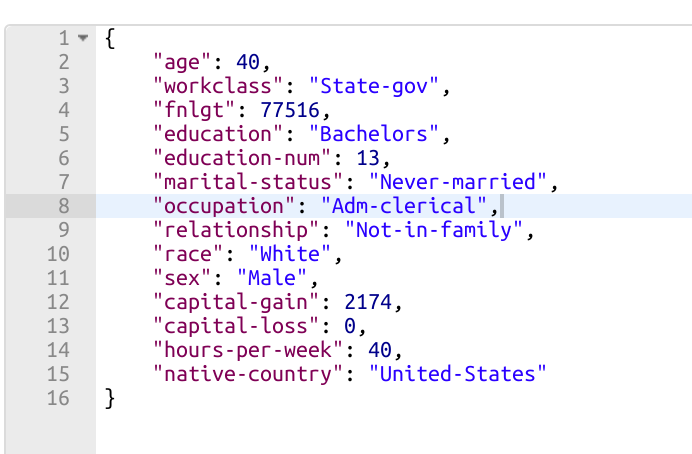 1 {
2 "age": 40,
3 "workclass": "State-gov",
4 "fnlgt": 77516,
5 "education": "Bachelors",
6 "education-num": 13,
7 "marital-status": "Never-married",
8 "occupation": "Adm-clerical",
9 "relationship": "Not-in-family",
10 "race": "White",
11 "sex": "Male",
12 "capital-gain": 2174,
13 "capital-loss": 0,
14 "hours-per-week": 40,
15 "native-country": "United-States"
16 }